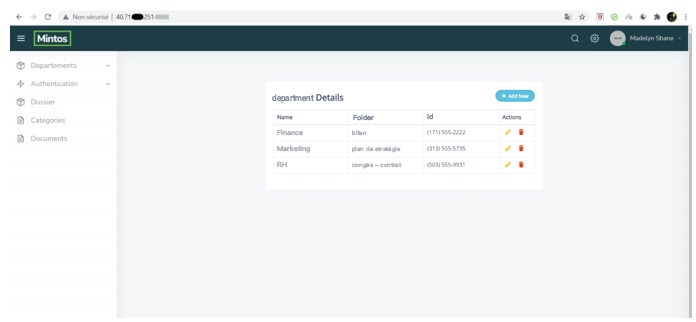 Non sécurisé | 40.71 251:8888
Mintos
Madelyn Shane
Departements
Authentication
Dossier
Categories
Documents
department Details
+ Add New
Name Folder Id Actions
Finance bilen (171) 555-2222
Marketing plan de stratégie (313) 555-5735
RH congés – contrat (503) 555-9931